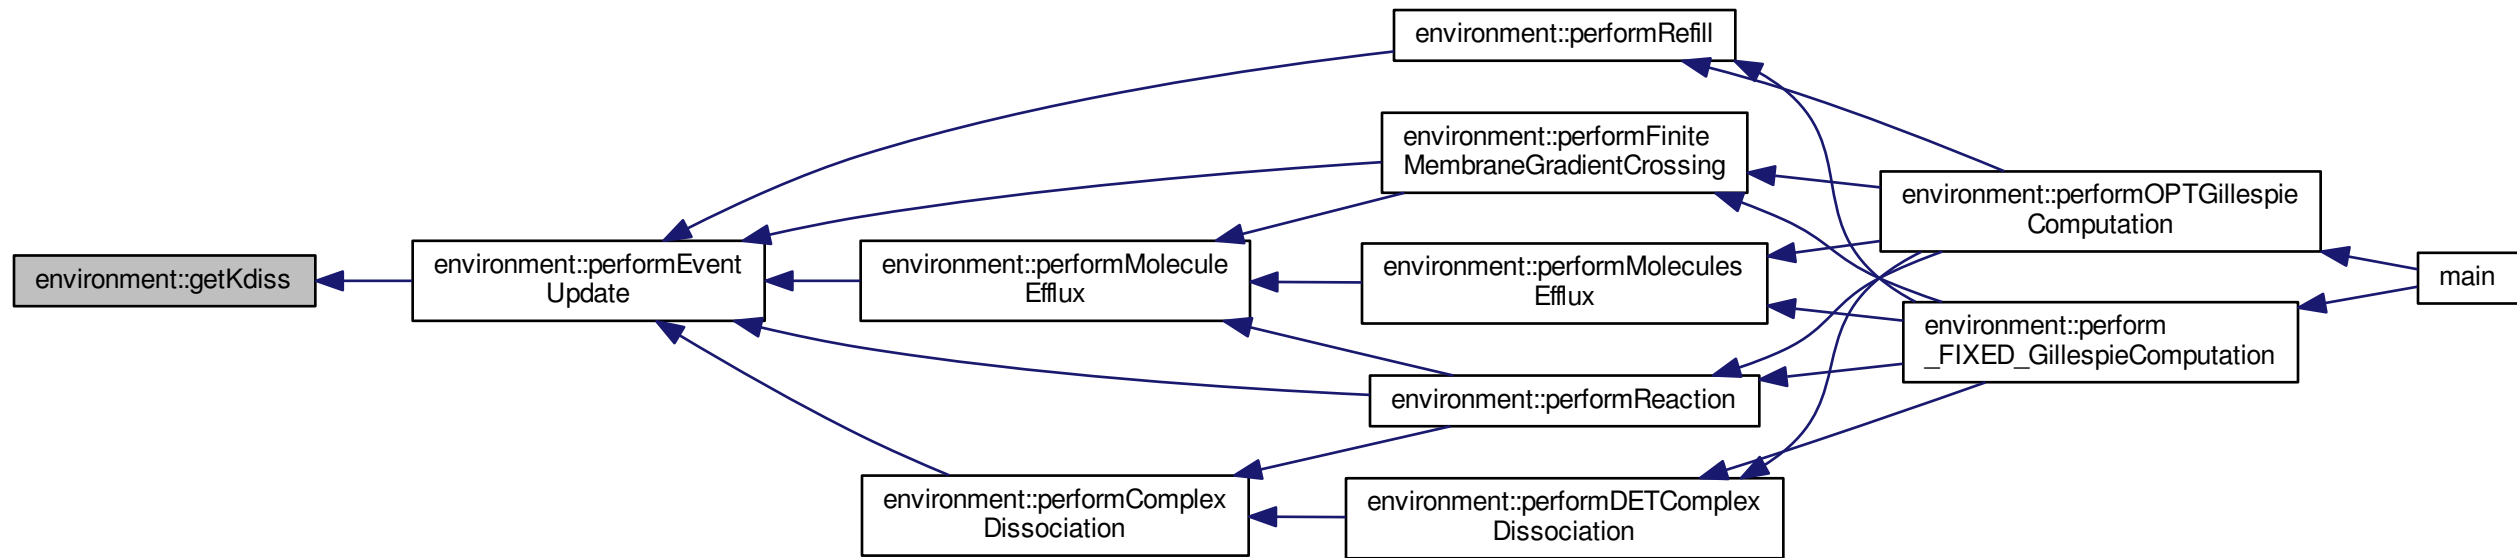 environment::getKdiss
environment::performEvent
Update
environment::performMolecule
Efflux
environment::performComplex
Dissociation
environment::performRefill
environment::performFinite
MembraneGradientCrossing
environment::performMolecules
Efflux
environment::performReaction
environment::performDETComplex
Dissociation
environment::performOPTGillespie
Computation
environment::perform
_FIXED_GillespieComputation
main